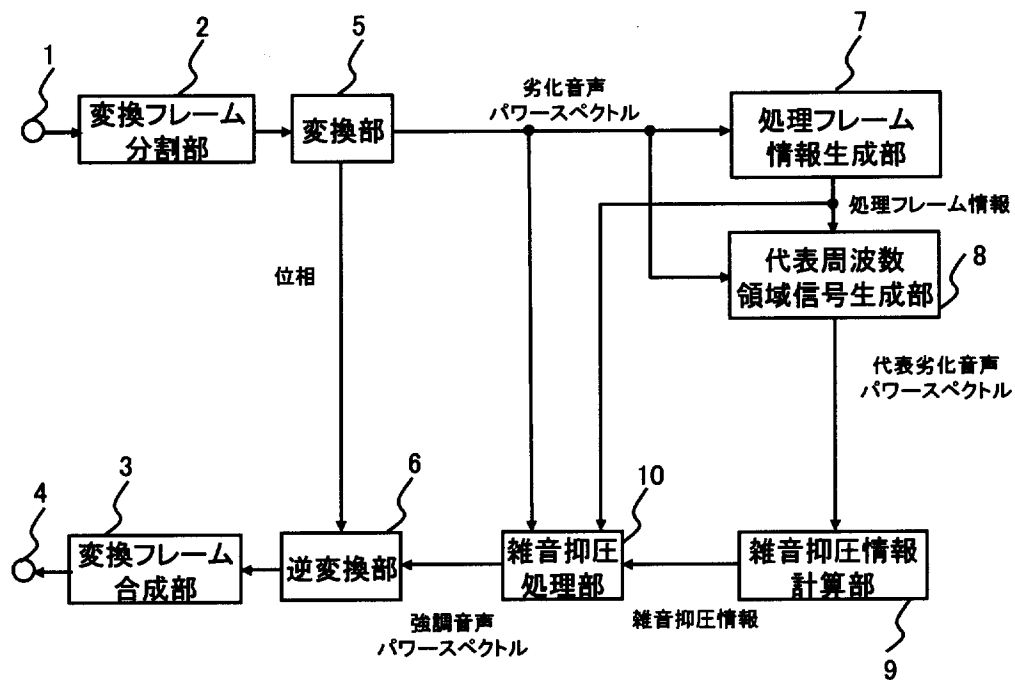 1
2
5
7
変換フレーム
分割部
変換部
劣化音声
パワースペクトル
処理フレーム
情報生成部
処理フレーム情報
位相
代表周波数
領域信号生成部
8
代表劣化音声
パワースペクトル
4
3
6
10
変換フレーム
合成部
逆変換部
雑音抑圧
処理部
雑音抑圧情報
計算部
強調音声
パワースペクトル
雑音抑圧情報
9